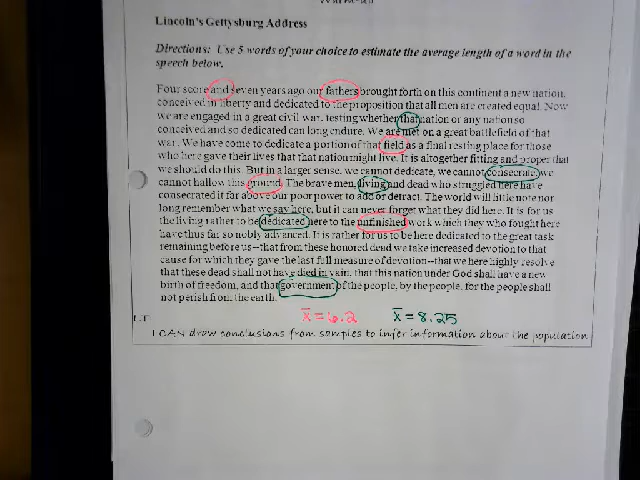 Warm-up
Lincoln's Gettysburg Address
Directions: Use 5 words of your choice to estimate the average length of a word in the
speech below.
Four score and seven years ago our fathers brought forth on this continent a new nation,
conceived in liberty and dedicated to the proposition that all men are created equal. Now
we are engaged in a great civil war, testing whether that nation or any nation so
conceived and so dedicated can long endure. We are met on a great battlefield of that
war. We have come to dedicate a portion of that field as a final resting place for those
who here gave their lives that that nation might live. It is altogether fitting and proper that
we should do this. But in a larger sense, we cannot dedicate, we cannot consecrate, we
cannot hallow this ground. The brave men, living and dead who struggled here have
consecrated it far above our poor power to add or detract. The world will little note nor
long remember what we say here, but it can never forget what they did here. It is for us
the living rather to be dedicated here to the unfinished work which they who fought here
have thus far so nobly advanced. It is rather for us to be here dedicated to the great task
remaining before us--that from these honored dead we take increased devotion to that
cause for which they gave the last full measure of devotion--that we here highly resolve
that these dead shall not have died in vain, that this nation under God shall have a new
birth of freedom, and that government of the people, by the people, for the people shall
not perish from the earth.
x̄ = 6.2 x̄ = 8.25
LT
I CAN draw conclusions from samples to infer information about the population